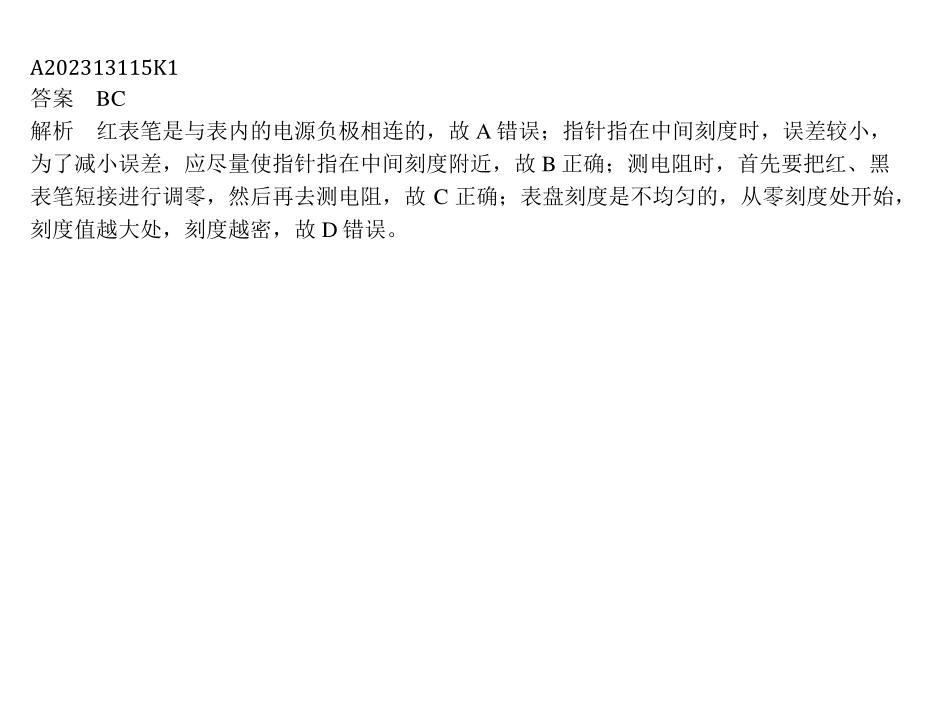 A202313115K1
答案　BC
解析　红表笔是与表内的电源负极相连的，故 A 错误；指针指在中间刻度时，误差较小，
为了减小误差，应尽量使指针指在中间刻度附近，故 B 正确；测电阻时，首先要把红、黑
表笔短接进行调零，然后再去测电阻，故 C 正确；表盘刻度是不均匀的，从零刻度处开始，
刻度值越大处，刻度越密，故 D 错误。